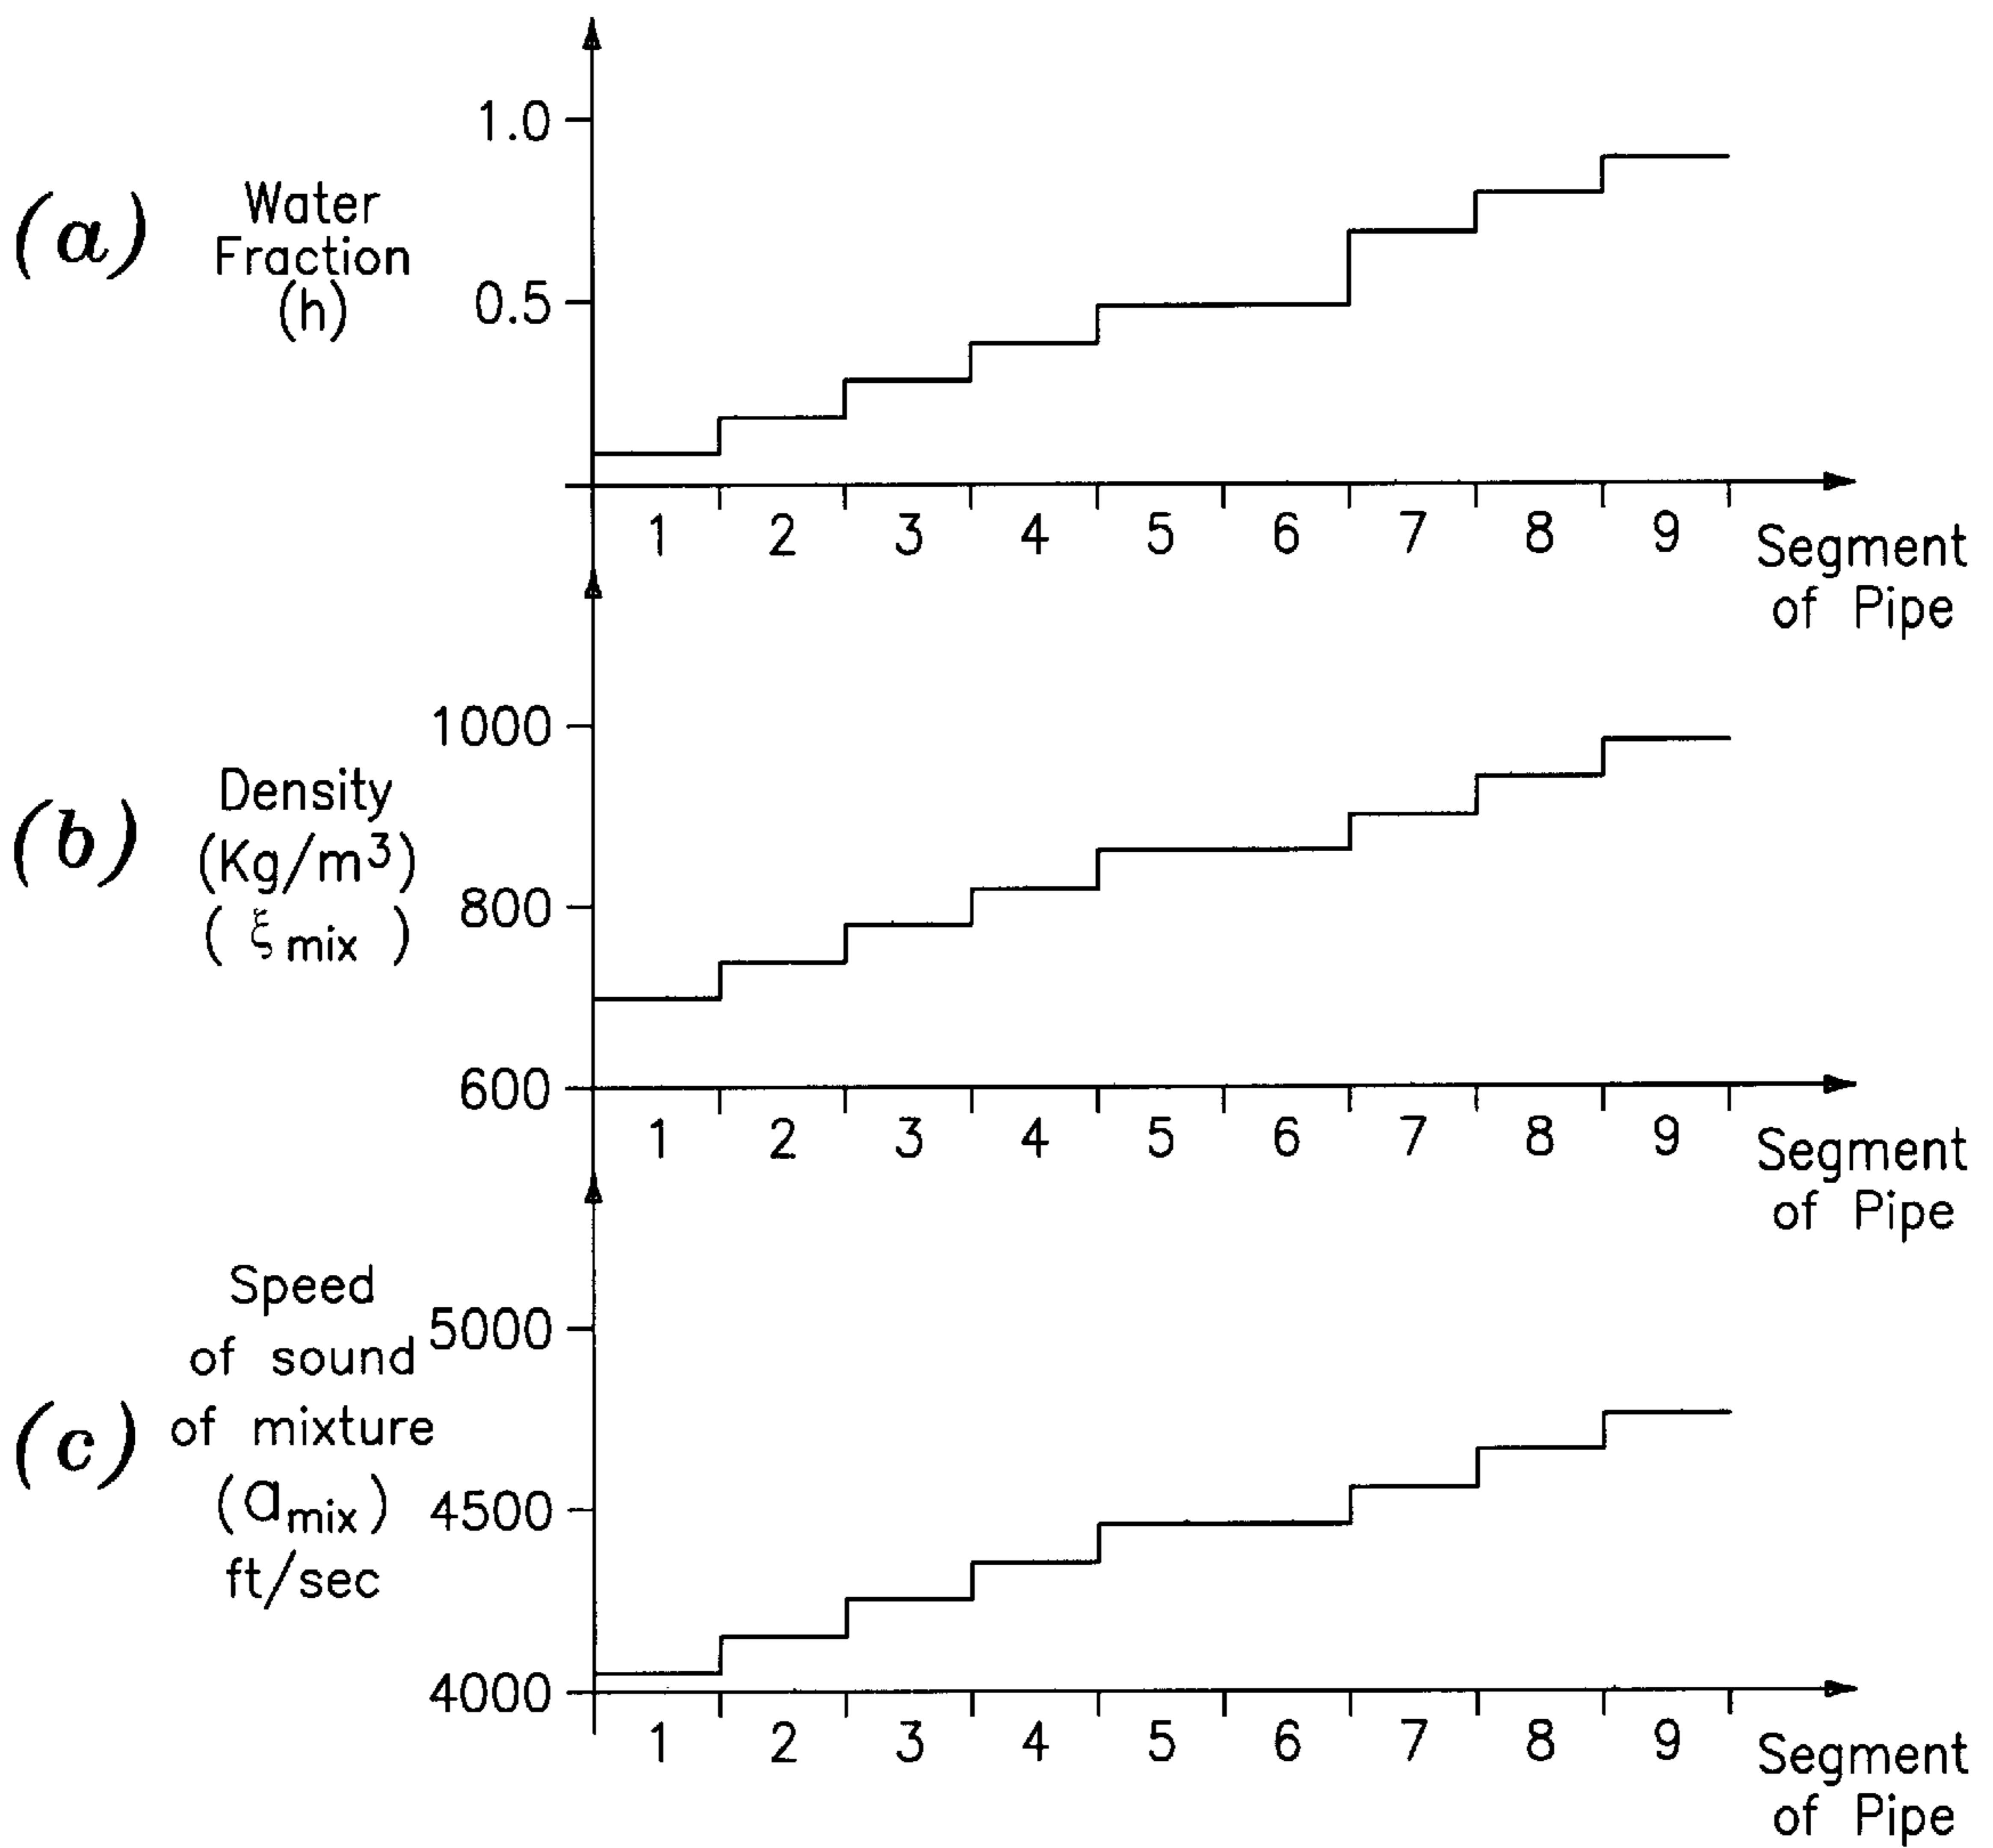 (a)
Water
Fraction
(h)
1.0
0.5
1 2 3 4 5 6 7 8 9
Segment
of Pipe
(b)
Density
(Kg/m³)
( ξmix )
1000
800
600
1 2 3 4 5 6 7 8 9
Segment
of Pipe
(c)
Speed
of sound
of mixture
(amix)
ft/sec
5000
4500
4000
1 2 3 4 5 6 7 8 9
Segment
of Pipe